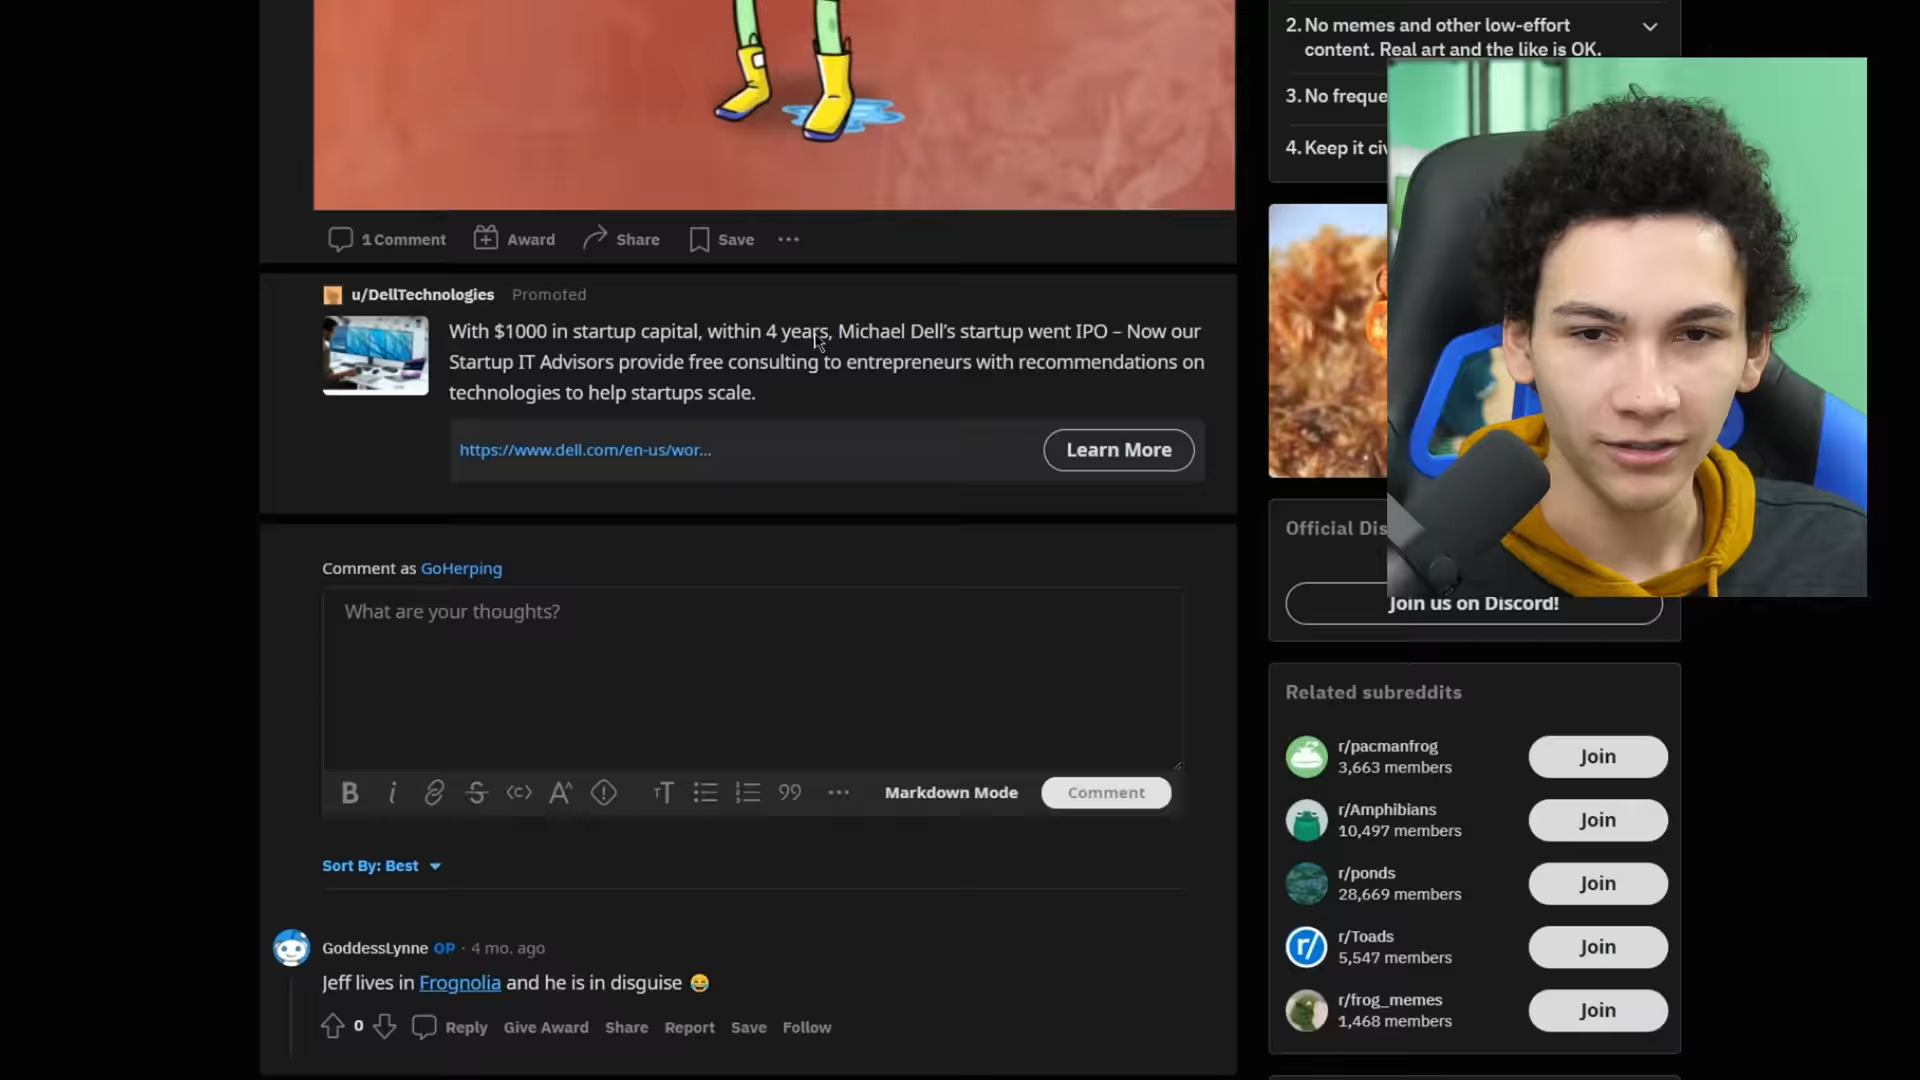 1 Comment
Award
Share
Save
u/DellTechnologies Promoted
With $1000 in startup capital, within 4 years, Michael Dell’s startup went IPO – Now our
Startup IT Advisors provide free consulting to entrepreneurs with recommendations on
technologies to help startups scale.
https://www.dell.com/en-us/wor...
Learn More
Comment as GoHerping
What are your thoughts?
Markdown Mode
Comment
Sort By: Best
GoddessLynne OP · 4 mo. ago
Jeff lives in Frognolia and he is in disguise 😂
0
Reply
Give Award
Share
Report
Save
Follow
2. No memes and other low-effort
content. Real art and the like is OK.
3. No
4. Keep it
Official
Join us on Discord!
Related subreddits
r/pacmanfrog
3,663 members
Join
r/Amphibians
10,497 members
Join
r/ponds
28,669 members
Join
r/Toads
5,547 members
Join
r/frog_memes
1,468 members
Join